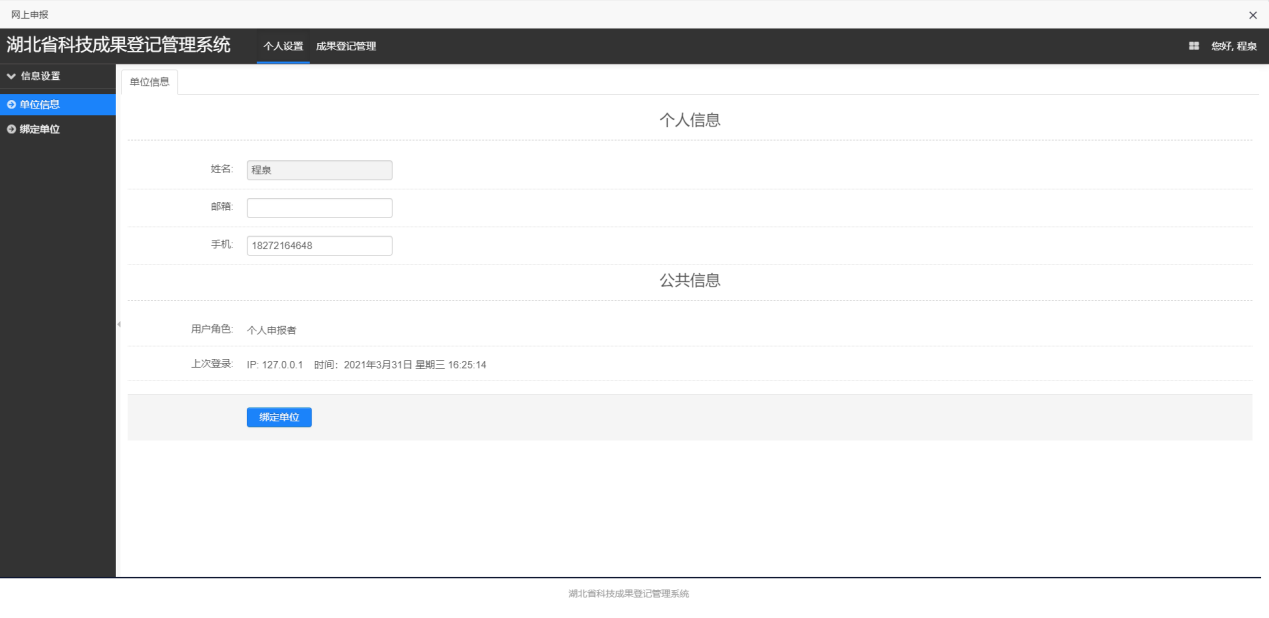 网上申报
湖北省科技成果登记管理系统 个人设置 成果登记管理 您好, 程泉
信息设置
单位信息
绑定单位
单位信息
个人信息
姓名: 程泉
邮箱:
手机: 18272164648
公共信息
用户角色: 个人申报者
上次登录: IP: 127.0.0.1 时间：2021年3月31日 星期三 16:25:14
绑定单位
湖北省科技成果登记管理系统